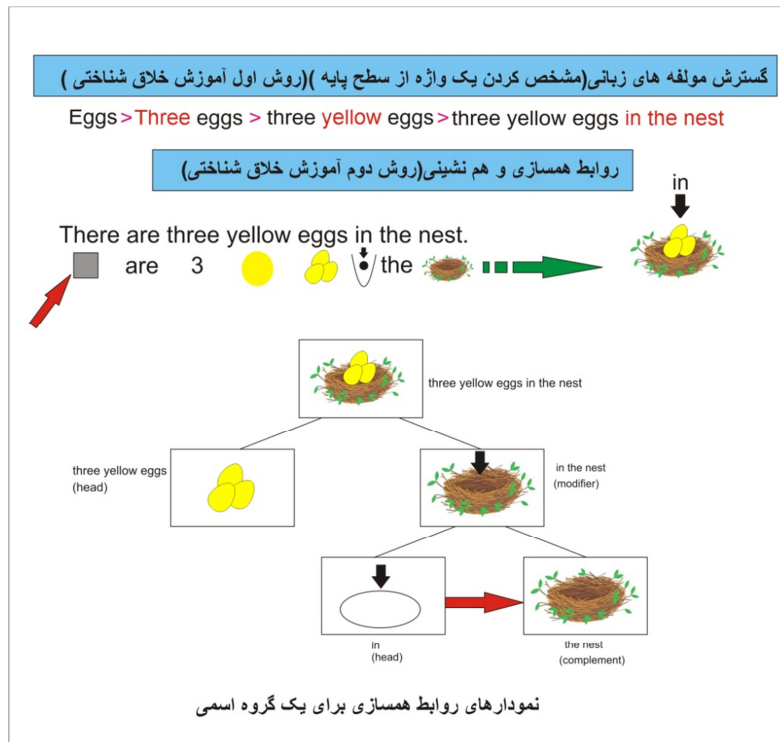 گسترش مولفه های زبانی(مشخص کردن یک واژه از سطح پایه )(روش اول آموزش خلاق شناختی )
Eggs>Three eggs > three yellow eggs>three yellow eggs in the nest
روابط همسازی و هم نشینی(روش دوم آموزش خلاق شناختی)
in
There are three yellow eggs in the nest.
are 3 the
three yellow eggs in the nest
three yellow eggs
(head)
in the nest
(modifier)
in
(head)
the nest
(complement)
نمودارهای روابط همسازی برای یک گروه اسمی